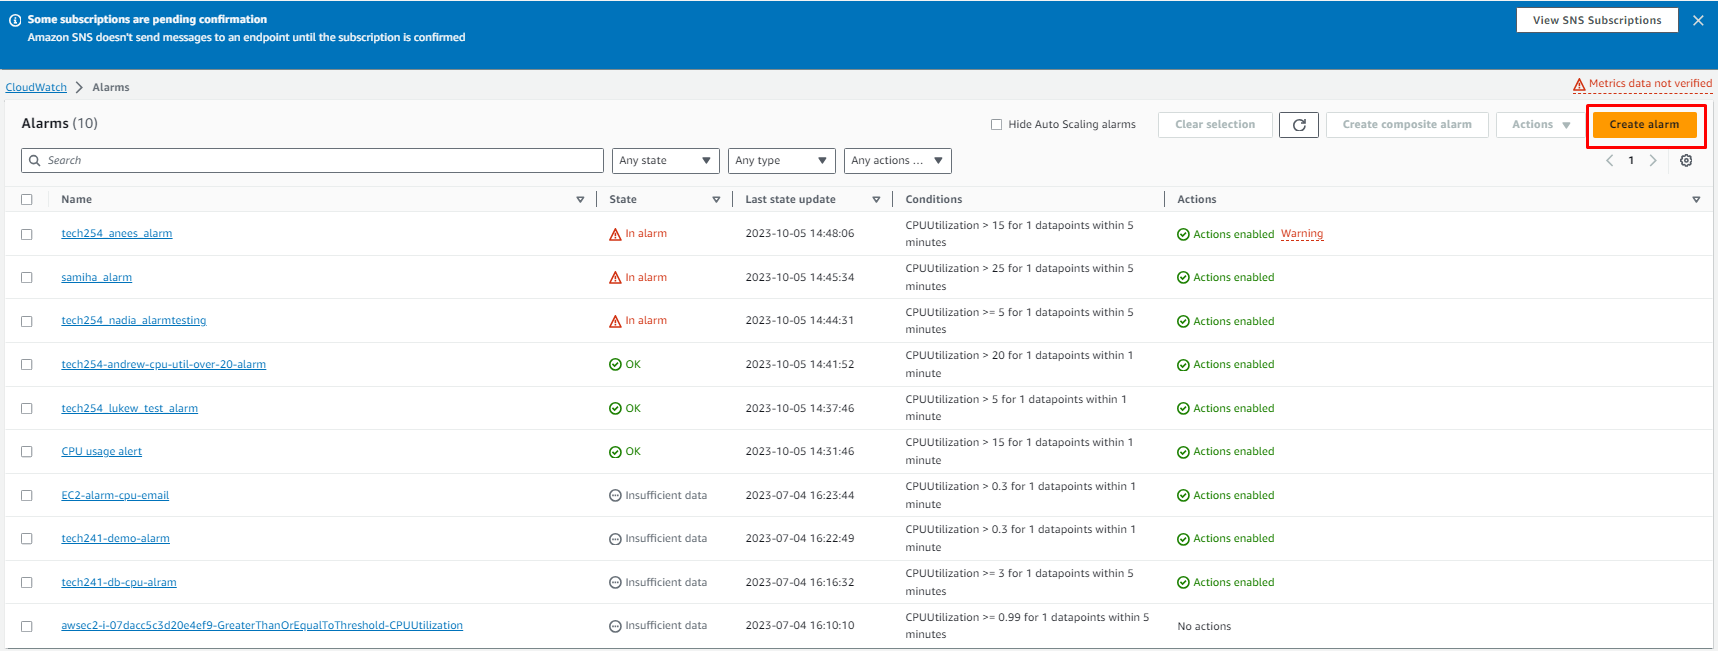 Some subscriptions are pending confirmation
View SNS Subscriptions
Amazon SNS doesn't send messages to an endpoint until the subscription is confirmed
CloudWatch > Alarms
Metrics data not verified
Alarms (10)
Hide Auto Scaling alarms
Clear selection
Create composite alarm
Actions
Create alarm
Search
Any state
Any type
Any actions ...
1
Name State Last state update Conditions Actions
tech254_anees_alarm In alarm 2023-10-05 14:48:06 CPUUtilization > 15 for 1 datapoints within 5
minutes
Actions enabled Warning
samiha_alarm In alarm 2023-10-05 14:45:34 CPUUtilization > 25 for 1 datapoints within 5
minutes
Actions enabled
tech254_nadia_alarmtesting In alarm 2023-10-05 14:44:31 CPUUtilization >= 5 for 1 datapoints within 5
minutes
Actions enabled
tech254-andrew-cpu-util-over-20-alarm OK 2023-10-05 14:41:52 CPUUtilization > 20 for 1 datapoints within 1
minute
Actions enabled
tech254_lukew_test_alarm OK 2023-10-05 14:37:46 CPUUtilization > 5 for 1 datapoints within 1
minute
Actions enabled
CPU usage alert OK 2023-10-05 14:31:46 CPUUtilization > 15 for 1 datapoints within 1
minute
Actions enabled
EC2-alarm-cpu-email Insufficient data 2023-07-04 16:23:44 CPUUtilization > 0.3 for 1 datapoints within 1
minute
Actions enabled
tech241-demo-alarm Insufficient data 2023-07-04 16:22:49 CPUUtilization > 0.3 for 1 datapoints within 1
minute
Actions enabled
tech241-db-cpu-alram Insufficient data 2023-07-04 16:16:32 CPUUtilization >= 3 for 1 datapoints within 5
minutes
Actions enabled
awsec2-i-07dacc5c3d20e4ef9-GreaterThanOrEqualToThreshold-CPUUtilization Insufficient data 2023-07-04 16:10:10 CPUUtilization >= 0.99 for 1 datapoints within 5
minutes
No actions